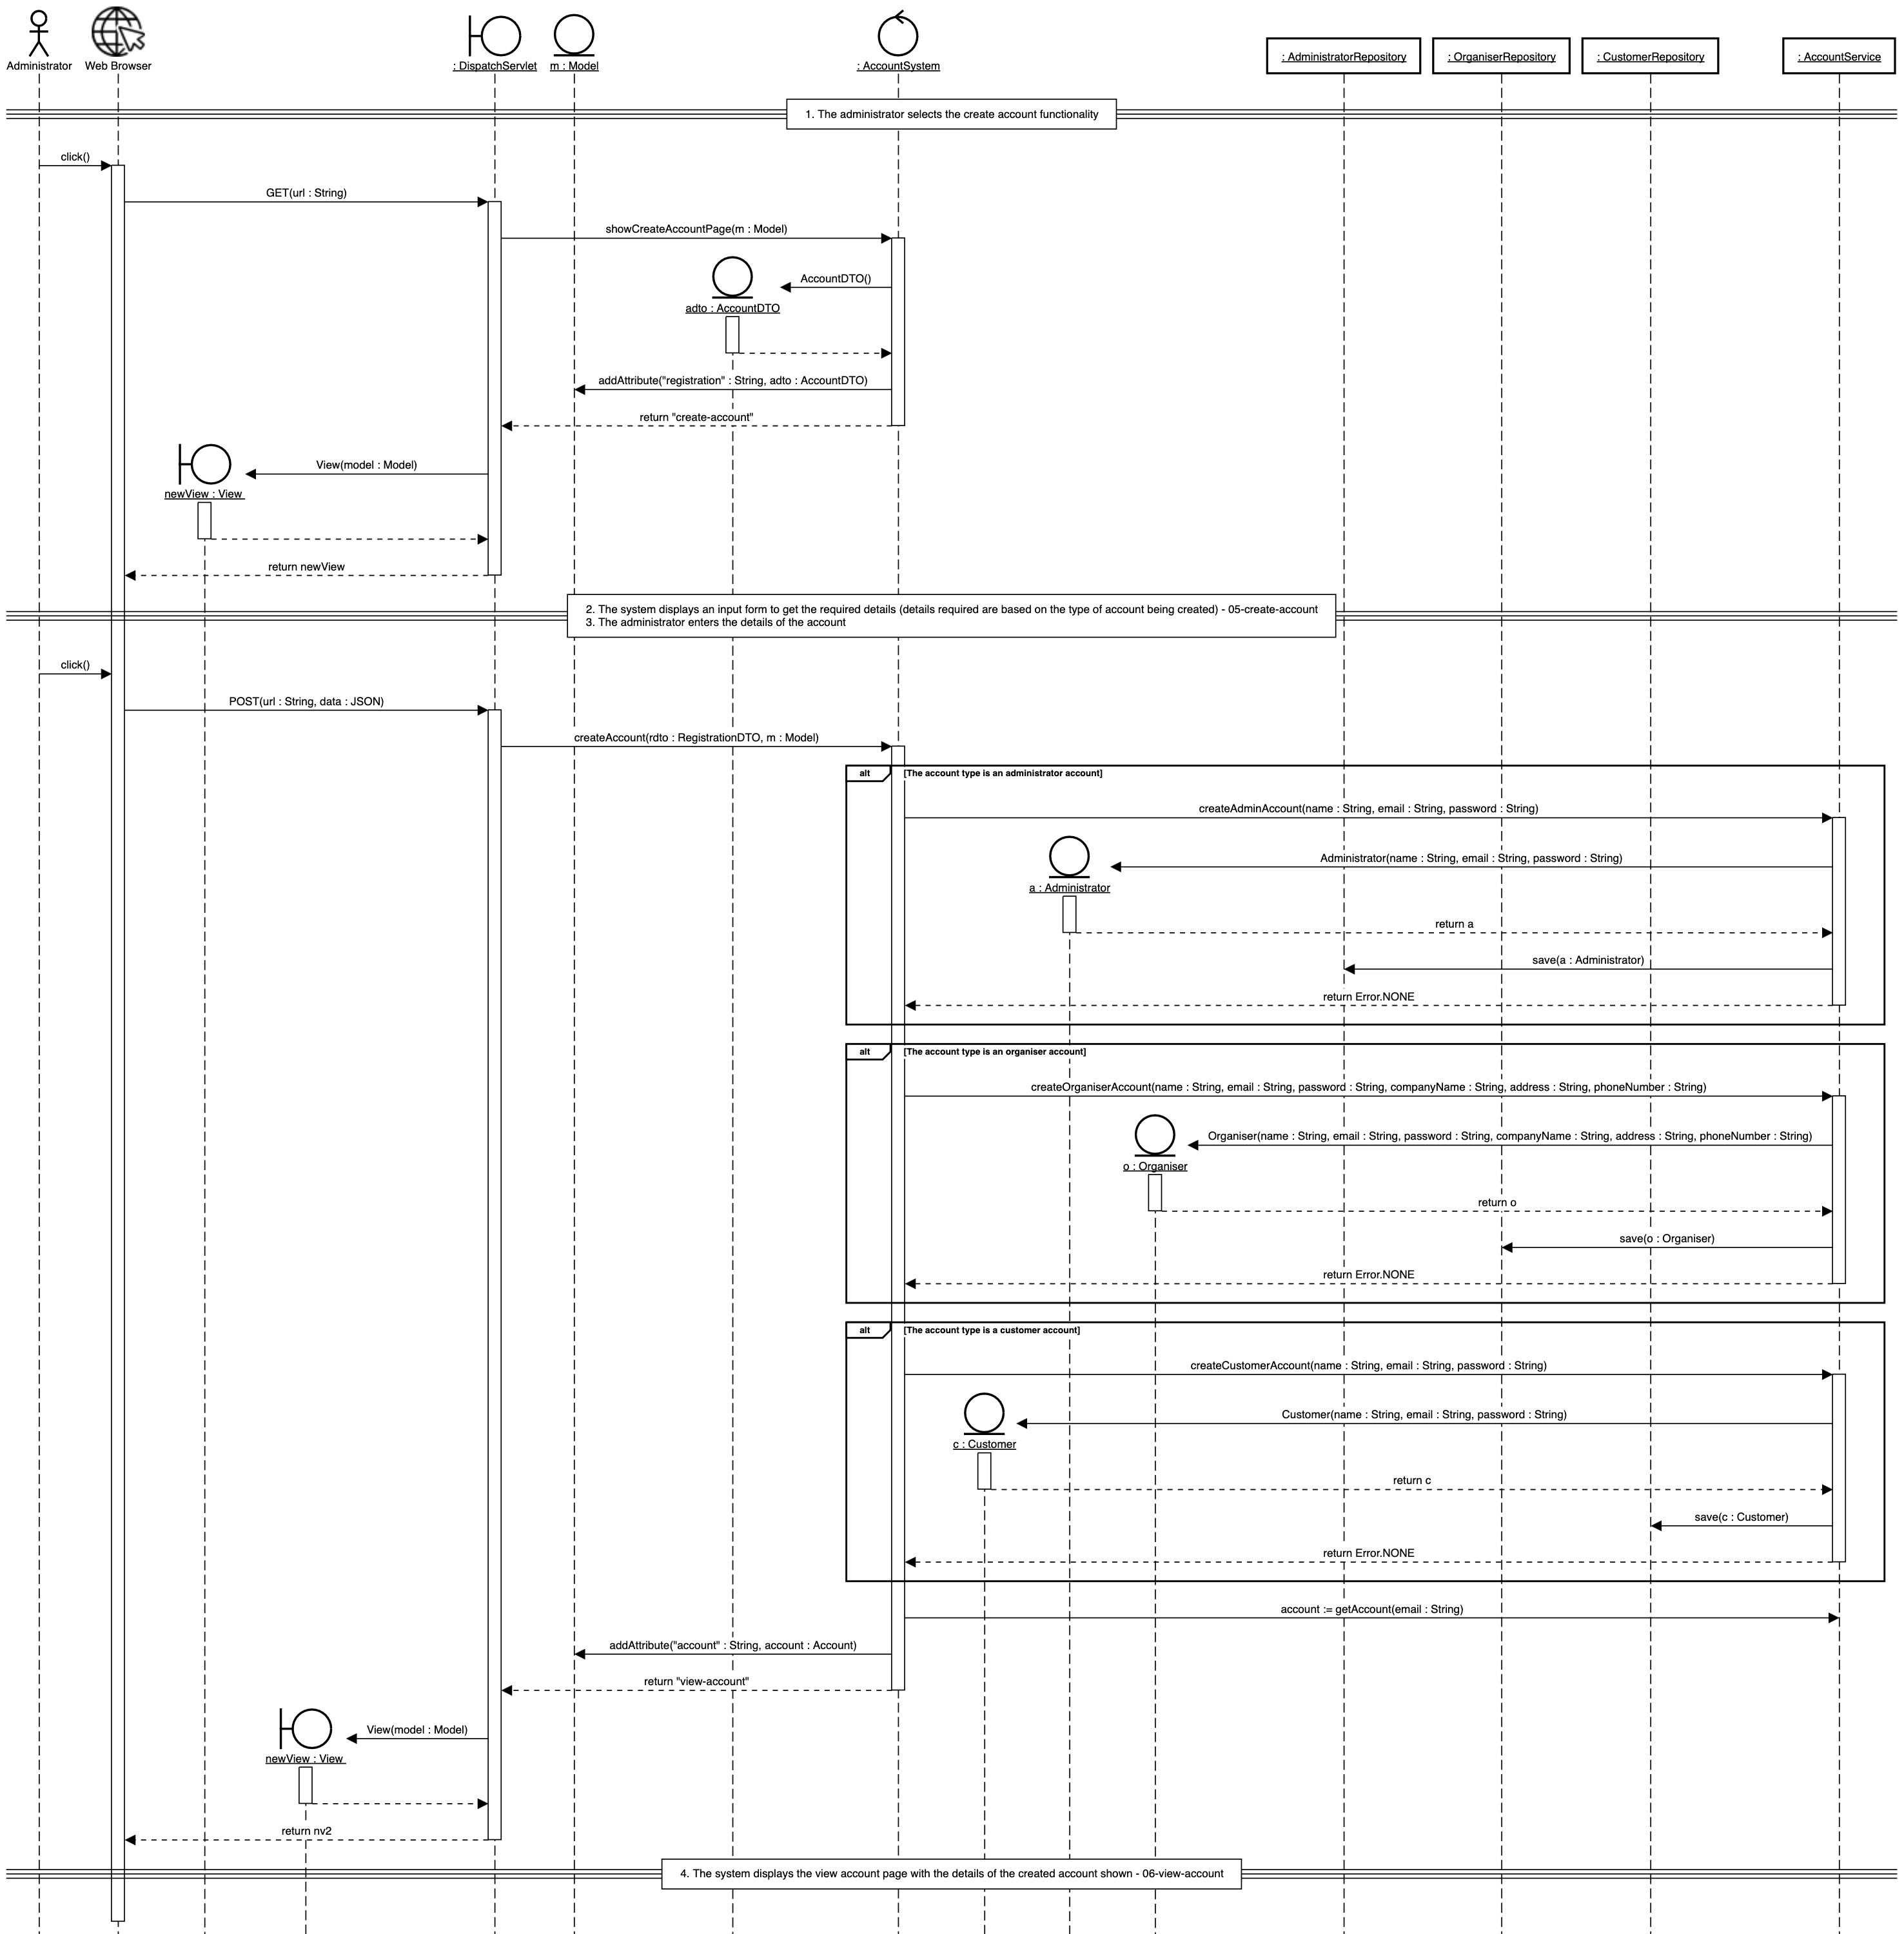 Administrator
Web Browser
: DispatchServlet
m : Model
: AccountSystem
: AdministratorRepository
: OrganiserRepository
: CustomerRepository
: AccountService
1. The administrator selects the create account functionality
click()
GET(url : String)
showCreateAccountPage(m : Model)
AccountDTO()
adto : AccountDTO
addAttribute("registration" : String, adto : AccountDTO)
return "create-account"
View(model : Model)
newView : View
return newView
2. The system displays an input form to get the required details (details required are based on the type of account being created) - 05-create-account
3. The administrator enters the details of the account
click()
POST(url : String, data : JSON)
createAccount(rdto : RegistrationDTO, m : Model)
alt
[The account type is an administrator account]
createAdminAccount(name : String, email : String, password : String)
Administrator(name : String, email : String, password : String)
a : Administrator
return a
save(a : Administrator)
return Error.NONE
alt
[The account type is an organiser account]
createOrganiserAccount(name : String, email : String, password : String, companyName : String, address : String, phoneNumber : String)
Organiser(name : String, email : String, password : String, companyName : String, address : String, phoneNumber : String)
o : Organiser
return o
save(o : Organiser)
return Error.NONE
alt
[The account type is a customer account]
createCustomerAccount(name : String, email : String, password : String)
Customer(name : String, email : String, password : String)
c : Customer
return c
save(c : Customer)
return Error.NONE
account := getAccount(email : String)
addAttribute("account" : String, account : Account)
return "view-account"
View(model : Model)
newView : View
return nv2
4. The system displays the view account page with the details of the created account shown - 06-view-account